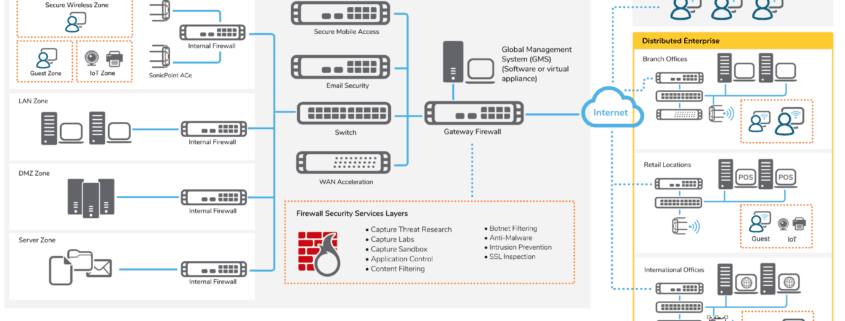 Secure Wireless Zone
Guest Zone
IoT Zone
Internal Firewall
SonicPoint ACe
LAN Zone
Internal Firewall
DMZ Zone
Internal Firewall
Server Zone
Internal Firewall
Secure Mobile Access
Email Security
Switch
WAN Acceleration
Global Management
System (GMS)
(Software or virtual
appliance)
Gateway Firewall
Firewall Security Services Layers
• Capture Threat Research
• Capture Labs
• Capture Sandbox
• Application Control
• Content Filtering
• Botnet Filtering
• Anti-Malware
• Intrusion Prevention
• SSL Inspection
Internet
Distributed Enterprise
Branch Offices
Retail Locations
POS
POS
Guest
IoT
International Offices